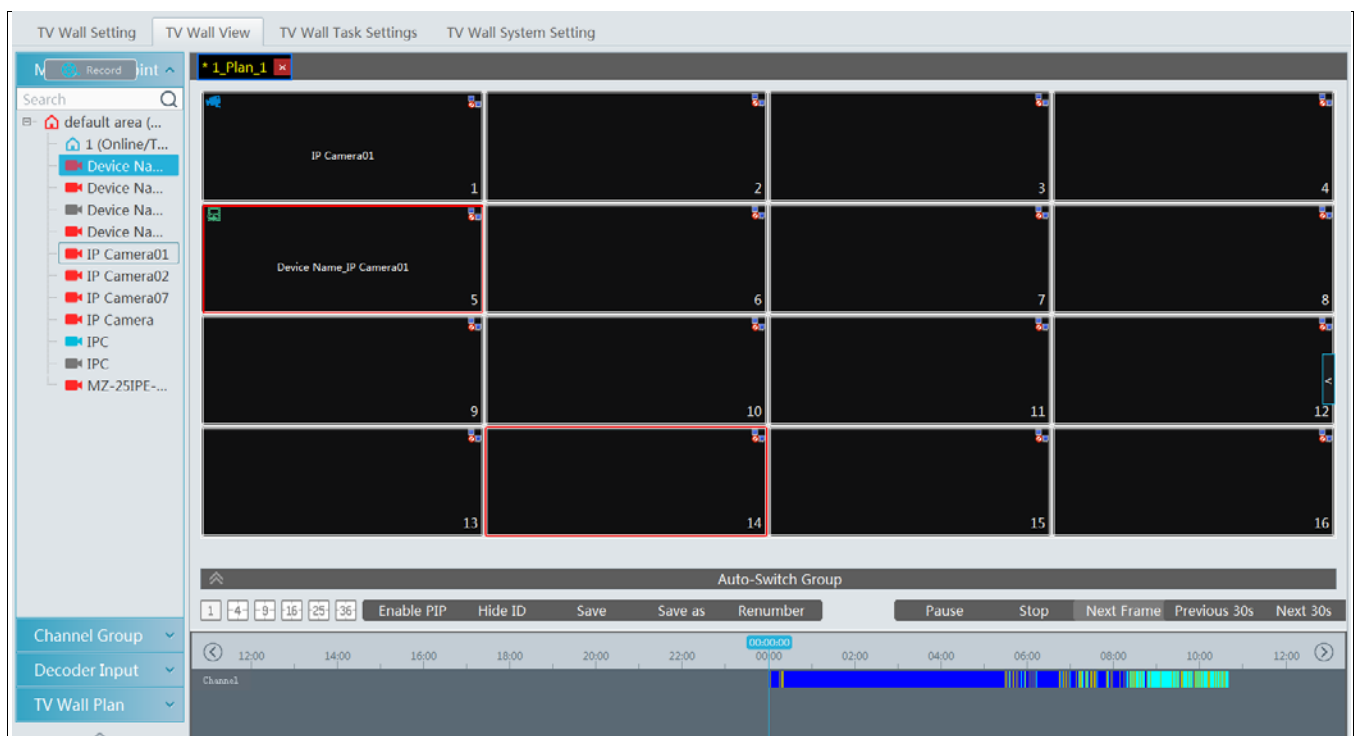 TV Wall Setting TV Wall View TV Wall Task Settings TV Wall System Setting
Record int
* 1_Plan_1
Search
default area (...
1 (Online/T...
Device Na...
Device Na...
Device Na...
Device Na...
IP Camera01
IP Camera02
IP Camera07
IP Camera
IPC
IPC
MZ-25IPE-...
IP Camera01
1 2 3 4
Device Name_IP Camera01
5 6 7 8
9 10 11 12
13 14 15 16
Auto-Switch Group
1 4 9 16 25 36 Enable PIP Hide ID Save Save as Renumber Pause Stop Next Frame Previous 30s Next 30s
Channel Group
Decoder Input
TV Wall Plan
00:00:00
12:00 14:00 16:00 18:00 20:00 22:00 00:00 02:00 04:00 06:00 08:00 10:00 12:00
Channel